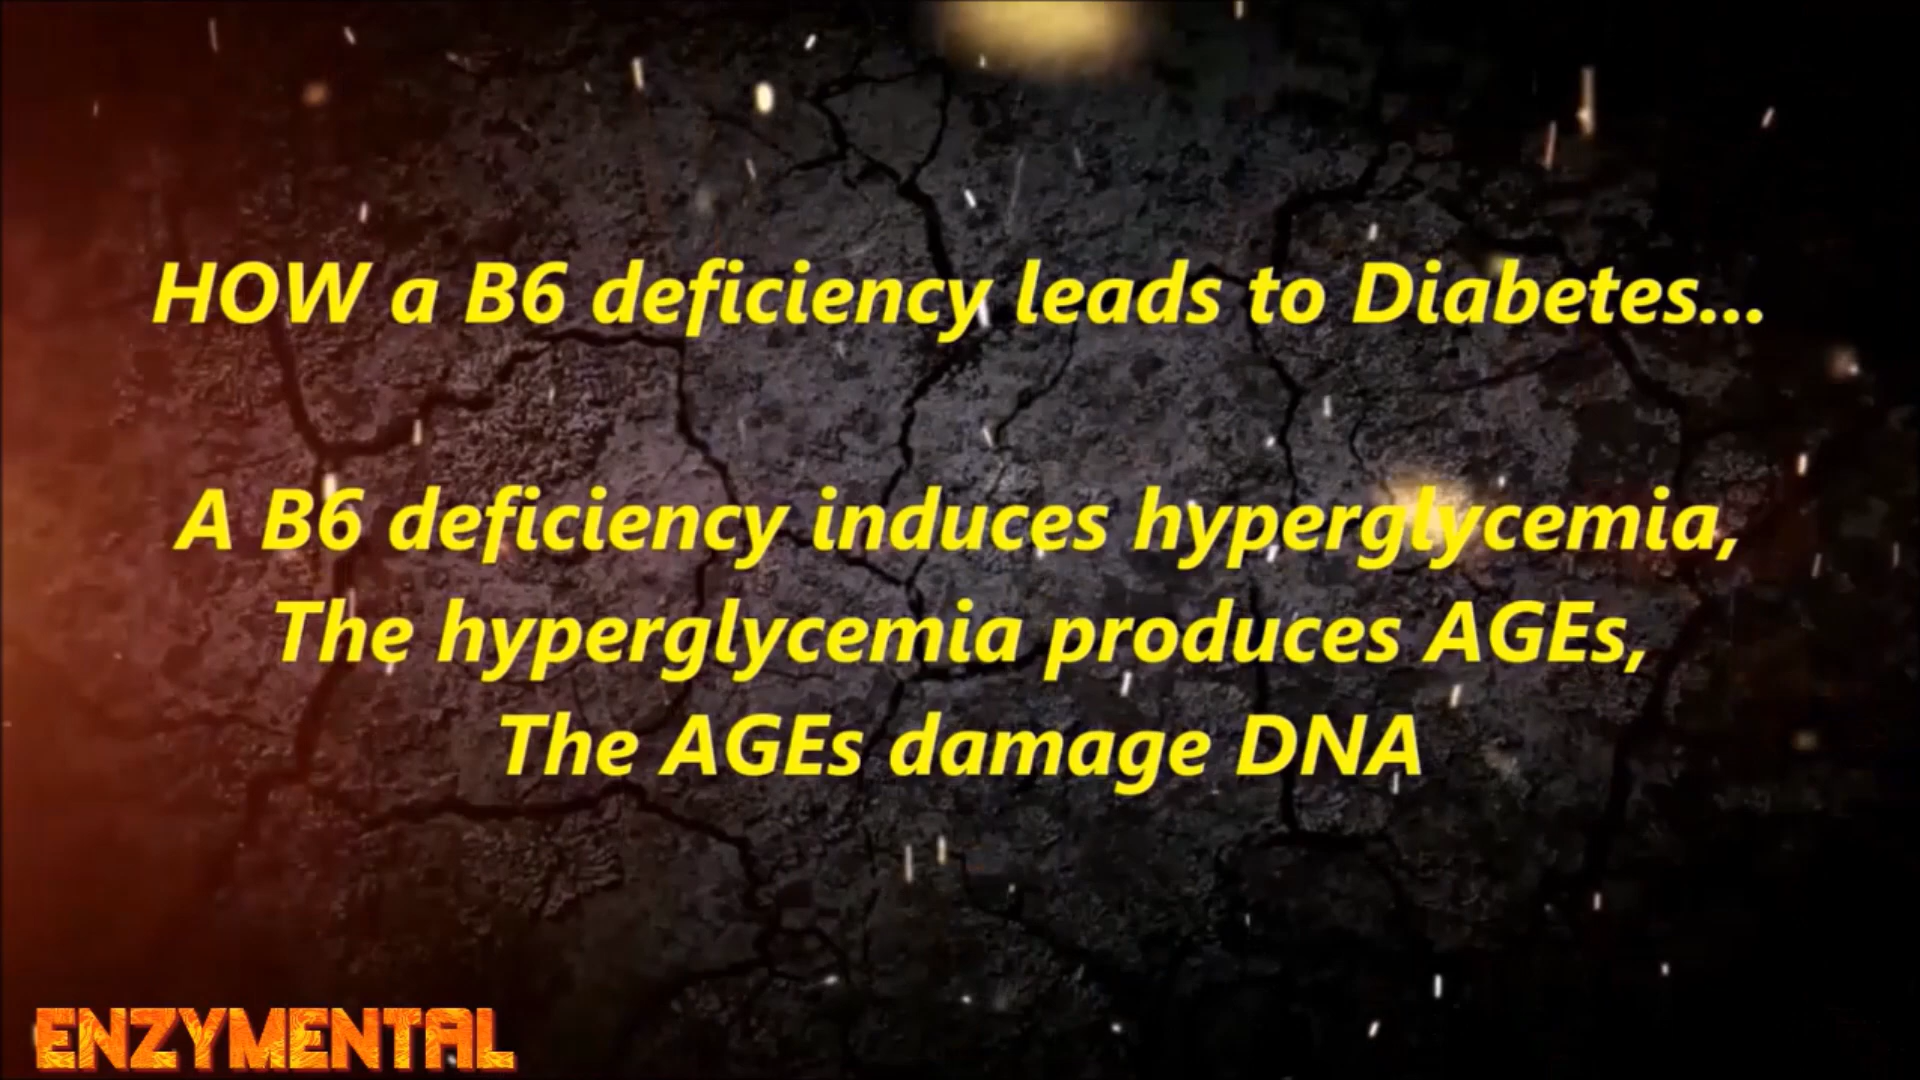 HOW a B6 deficiency leads to Diabetes...
A B6 deficiency induces hyperglycemia,
The hyperglycemia produces AGEs,
The AGEs damage DNA
ENZYMENTAL